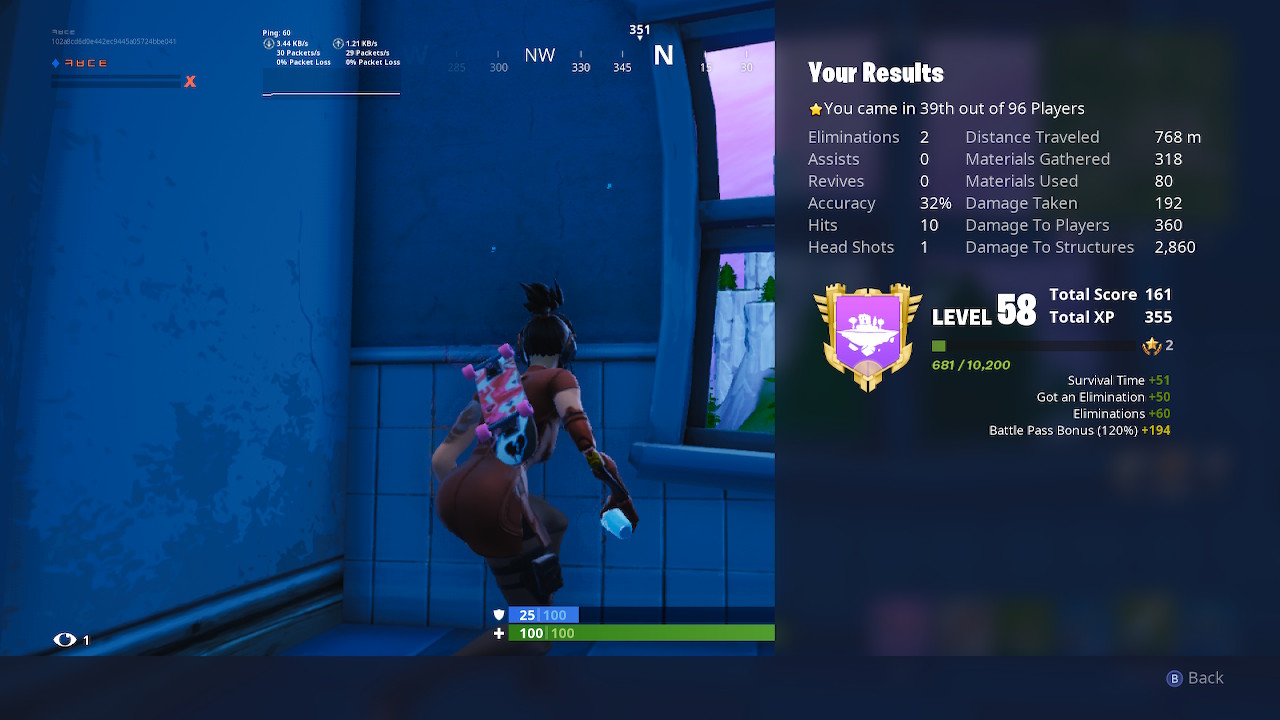 102a8cd6d0e442ec9445a05724bbe041
X
Ping: 60
3.44 KB/s 1.21 KB/s
30 Packets/s 29 Packets/s
0% Packet Loss 0% Packet Loss
351
W 285 300 NW 330 345 N 15 30
25 | 100
100 | 100
1
Your Results
You came in 39th out of 96 Players
Eliminations 2 Distance Traveled 768 m
Assists 0 Materials Gathered 318
Revives 0 Materials Used 80
Accuracy 32% Damage Taken 192
Hits 10 Damage To Players 360
Head Shots 1 Damage To Structures 2,860
LEVEL 58
Total Score 161
Total XP 355
2
681 / 10,200
Survival Time +51
Got an Elimination +50
Eliminations +60
Battle Pass Bonus (120%) +194
B Back